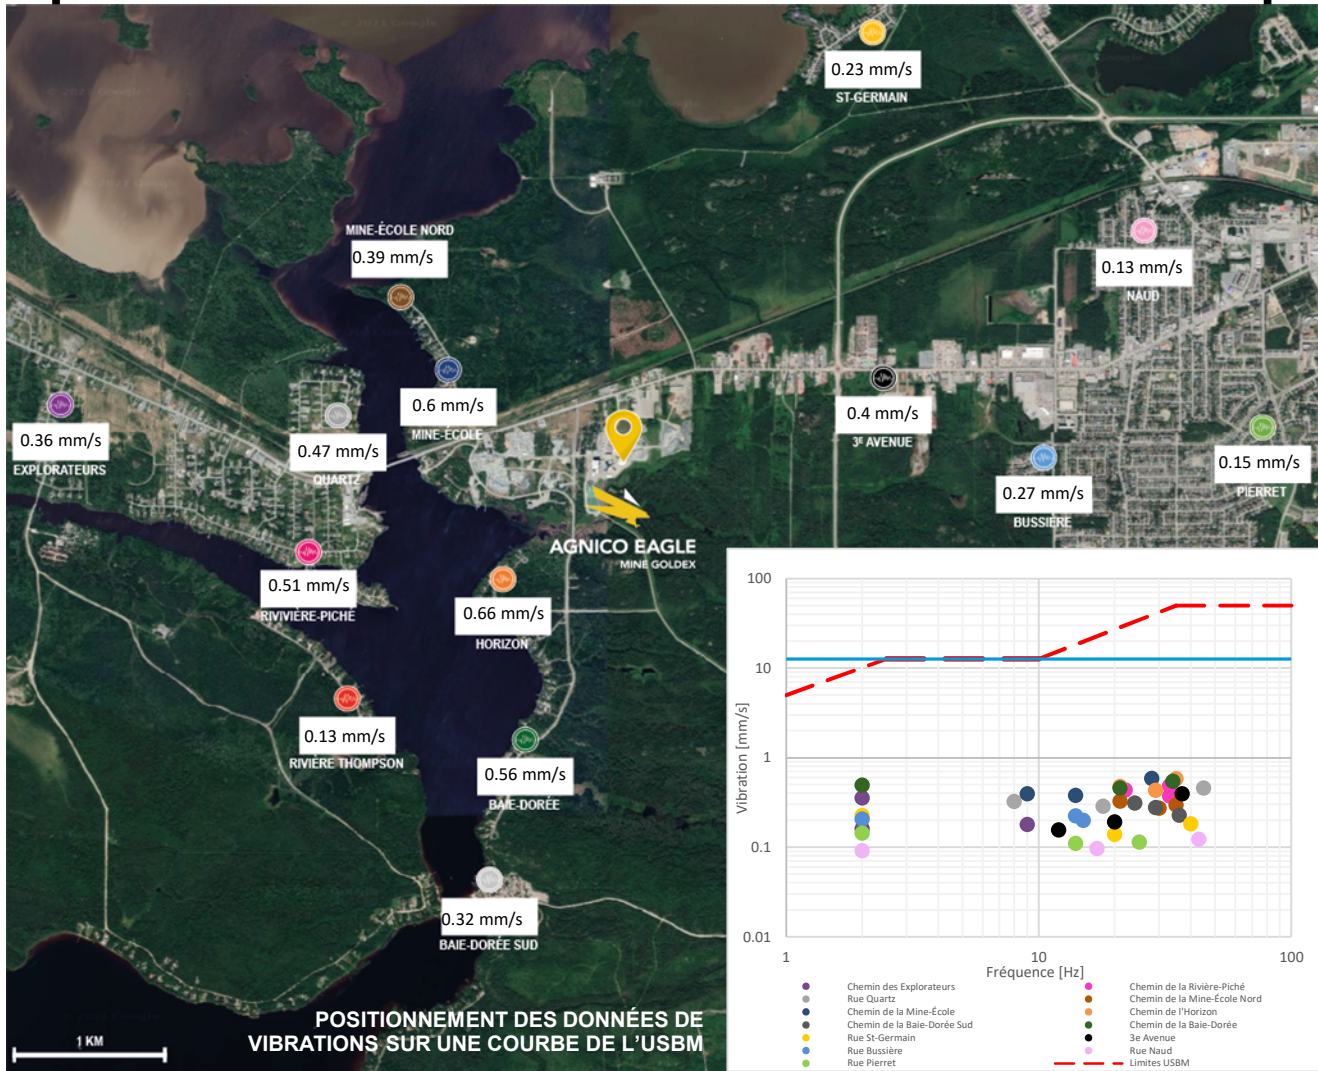 0.23 mm/s
ST-GERMAIN
MINE-ÉCOLE NORD
0.39 mm/s
0.13 mm/s
NAUD
0.6 mm/s
MINE-ÉCOLE
0.4 mm/s
3E AVENUE
0.36 mm/s
EXPLORATEURS
0.47 mm/s
QUARTZ
0.15 mm/s
PIERRET
0.27 mm/s
BUSSIÈRE
AGNICO EAGLE
MINE GOLDEX
0.51 mm/s
RIVIVIÈRE-PICHÉ
0.66 mm/s
HORIZON
0.13 mm/s
RIVIÈRE THOMPSON
0.56 mm/s
BAIE-DORÉE
0.32 mm/s
BAIE-DORÉE SUD
POSITIONNEMENT DES DONNÉES DE
VIBRATIONS SUR UNE COURBE DE L'USBM
1 KM
Vibration [mm/s]
100
10
1
0.1
0.01
1
10
100
Fréquence [Hz]
Chemin des Explorateurs
Chemin de la Rivière-Piché
Rue Quartz
Chemin de la Mine-École Nord
Chemin de la Mine-École
Chemin de l'Horizon
Chemin de la Baie-Dorée Sud
Chemin de la Baie-Dorée
Rue St-Germain
3e Avenue
Rue Bussière
Rue Naud
Rue Pierret
Limites USBM